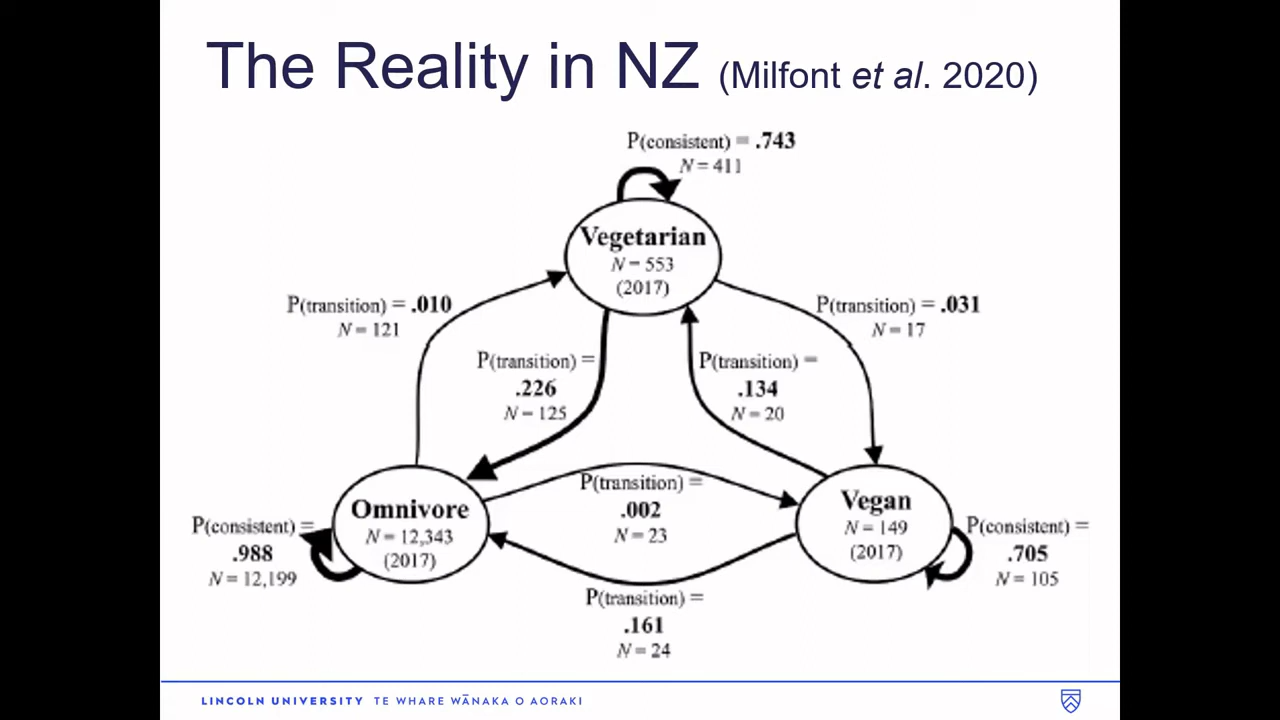 The Reality in NZ (Milfont et al. 2020)
P(consistent) = .743
N = 411
Vegetarian
N = 553
(2017)
P(transition) = .010
N = 121
P(transition) = .031
N = 17
P(transition) =
.226
N = 125
P(transition) =
.134
N = 20
Omnivore
N = 12,343
(2017)
P(consistent) =
.988
N = 12,199
P(transition) =
.002
N = 23
Vegan
N = 149
(2017)
P(consistent) =
.705
N = 105
P(transition) =
.161
N = 24
LINCOLN UNIVERSITY TE WHARE WĀNAKA O AORAKI